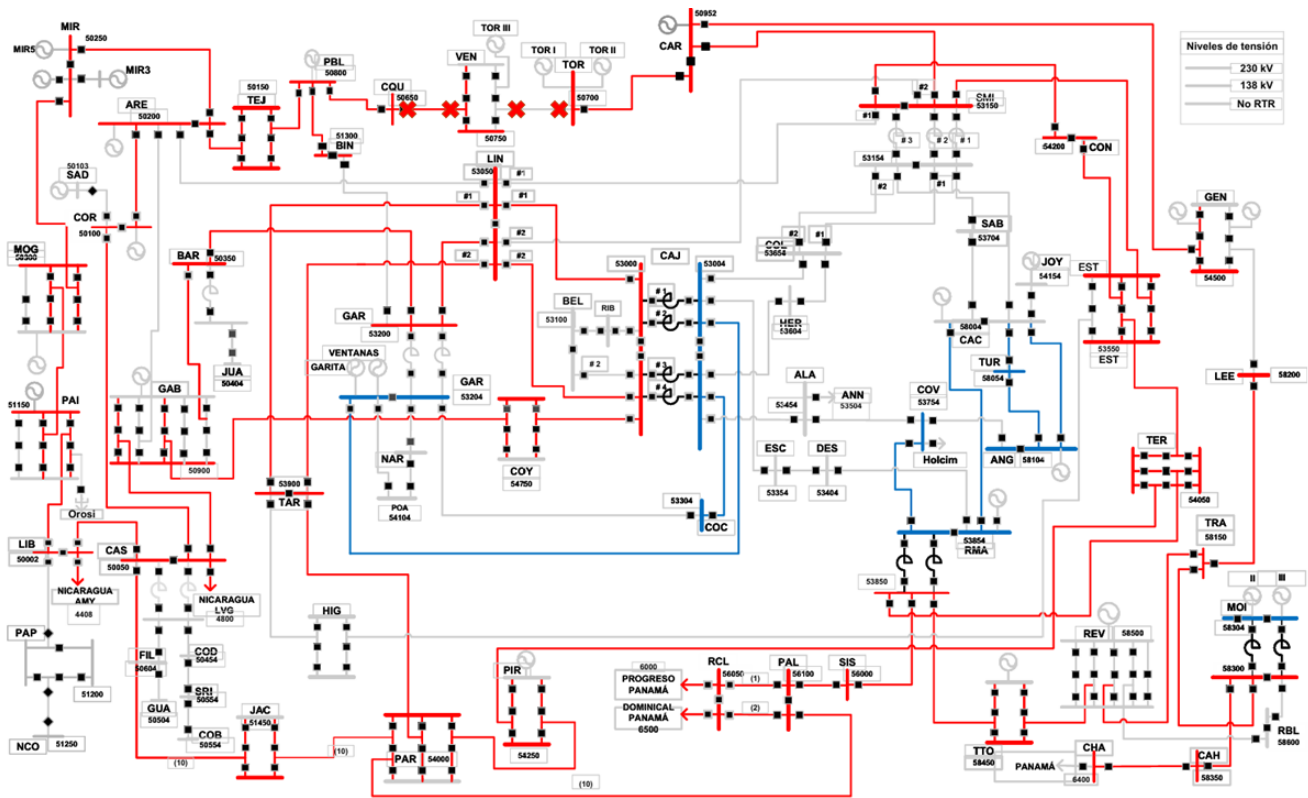 MIR
50250
MIR5
MIR3
ARE
50200
50150
TEJ
PBL
50800
51300
BIN
CQU
50650
VEN
50750
TOR III
TOR I
TOR II
TOR
50700
50952
CAR
Niveles de tensión
230 kV
138 kV
No RTR
#2
SMI
53150
#1
# 3
# 2
# 1
53154
#2
#1
54200
CON
50103
SAD
COR
50100
LIN
53050
#1
#1
#1
#2
#2
#2
MOG
58300
BAR
50350
JUA
50404
GAR
53200
VENTANAS
GARITA
GAR
53204
NAR
POA
54104
53000
CAJ
53004
# 1
# 2
# 3
# 4
BEL
53100
RIB
# 2
COL
53654
#2
#1
HER
53604
SAB
53704
JOY
54154
58004
CAC
TUR
58054
EST
53550
EST
GEN
54500
LEE
58200
51150
PAI
GAB
50900
Orosi
COY
54750
ALA
53454
ANN
53504
COV
53754
Holcim
ANG
58104
ESC
53354
DES
53404
TER
54050
53900
TAR
53304
COC
53854
RMA
53850
TRA
58150
LIB
50002
CAS
50050
NICARAGUA
AMY
4408
NICARAGUA
LVG
4800
PAP
51200
NCO
51250
FIL
50604
GUA
50504
COD
50454
SRI
50554
COB
50554
HIG
JAC
51450
(10)
(10)
PAR
54000
PIR
54250
6000
PROGRESO
PANAMÁ
DOMINICAL
PANAMÁ
6500
RCL
56050
(1)
(2)
PAL
56100
SIS
56000
(10)
REV
58500
II
III
MOI
58304
58300
RBL
58600
TTO
58450
PANAMÁ
CHA
6400
CAH
58350